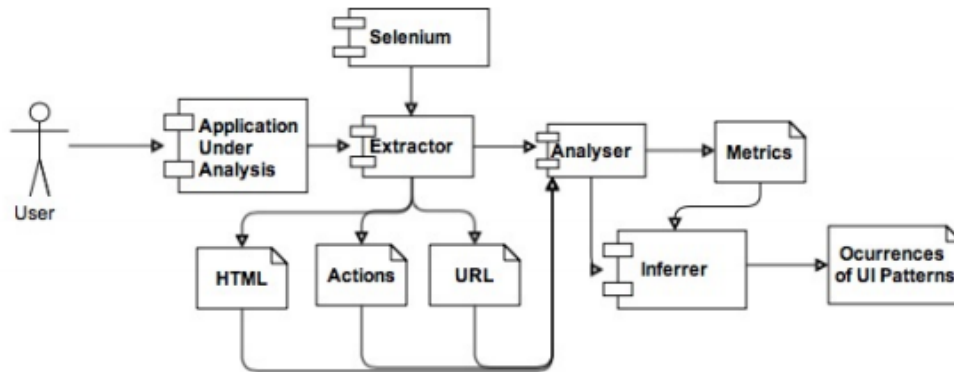 Selenium
Application
Under
Analysis
Extractor
Analyser
Metrics
User
HTML
Actions
URL
Inferrer
Ocurrences
of UI Patterns